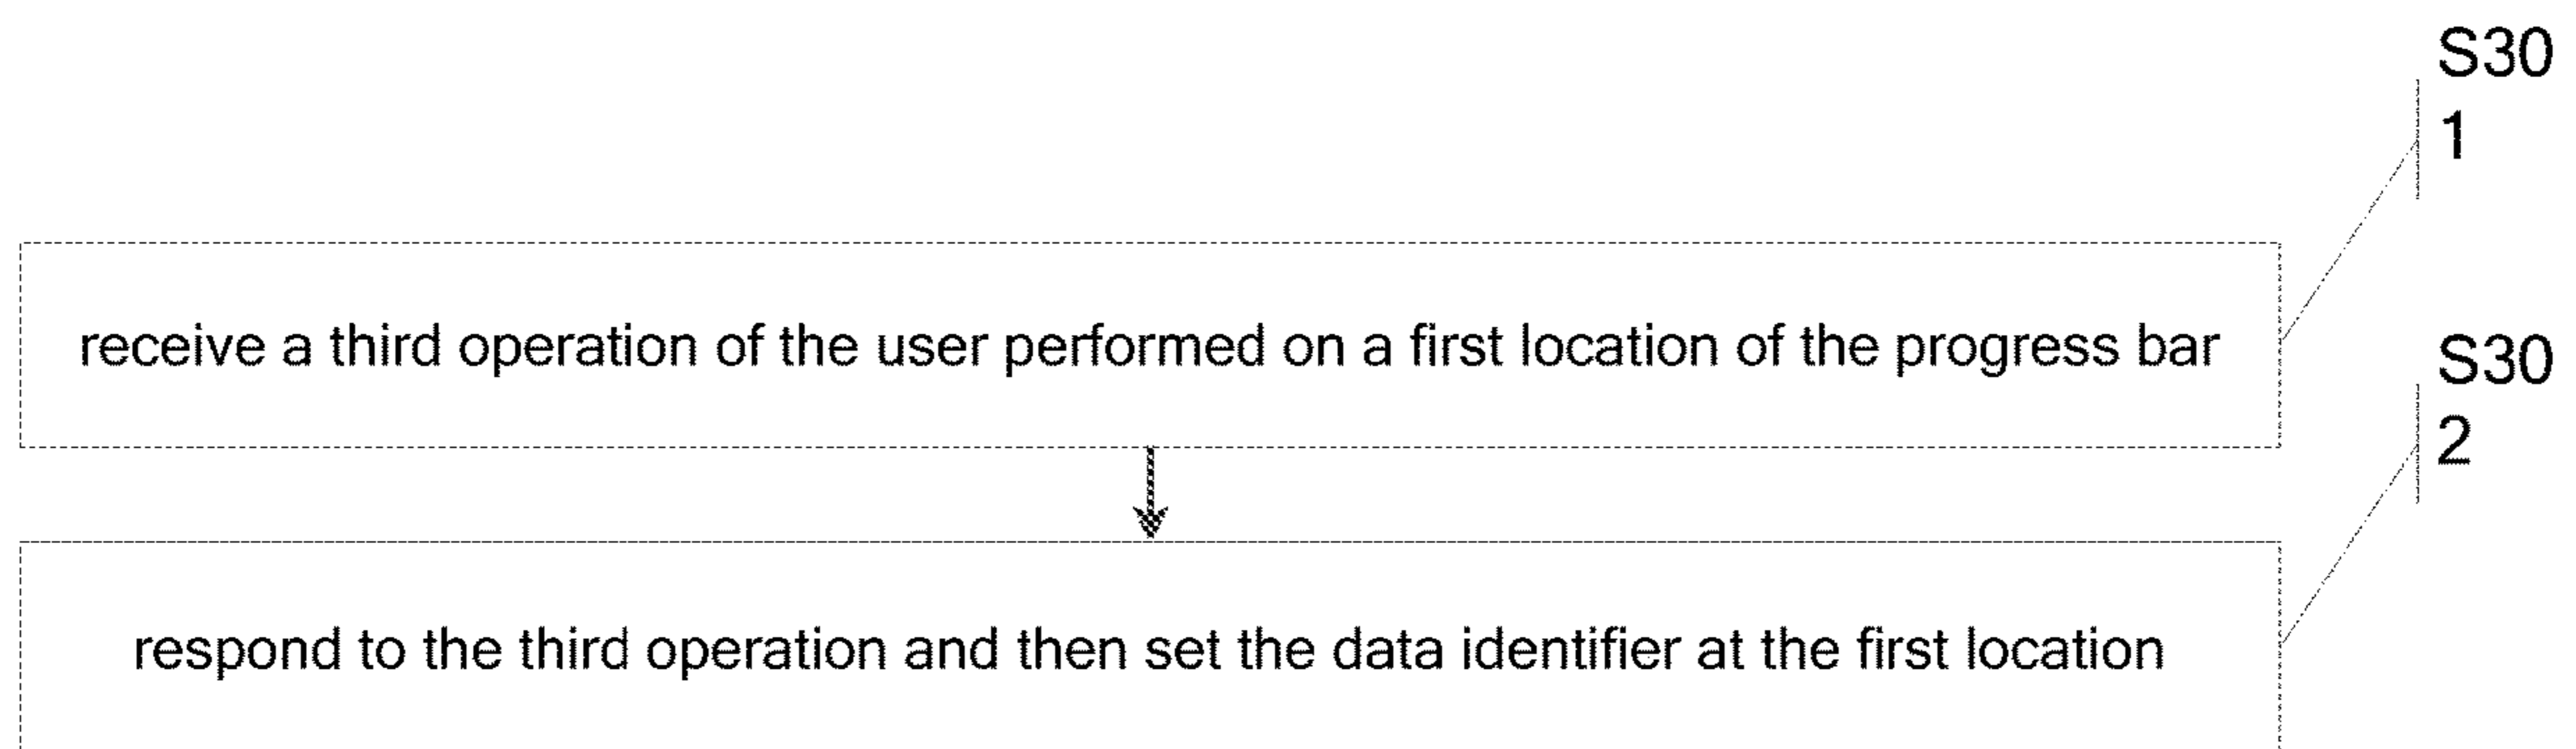 S30
1
receive a third operation of the user performed on a first location of the progress bar
S30
2
respond to the third operation and then set the data identifier at the first location